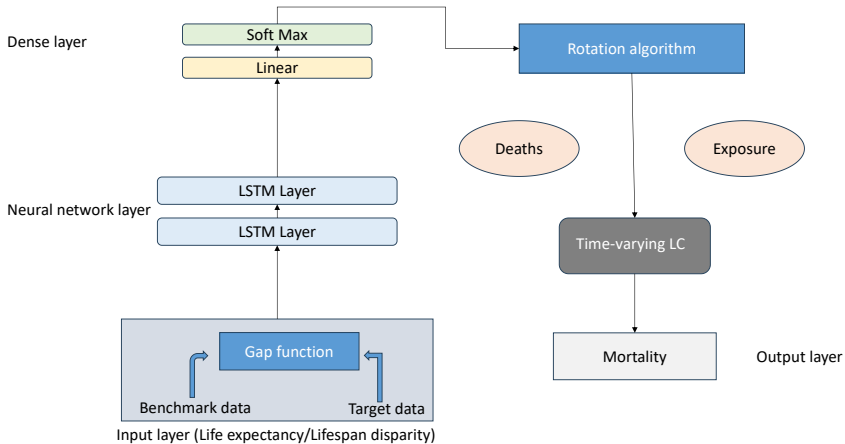 Dense layer
Soft Max
Linear
Rotation algorithm
Deaths
Exposure
Neural network layer
LSTM Layer
LSTM Layer
Time-varying LC
Gap function
Benchmark data
Target data
Input layer (Life expectancy/Lifespan disparity)
Mortality
Output layer